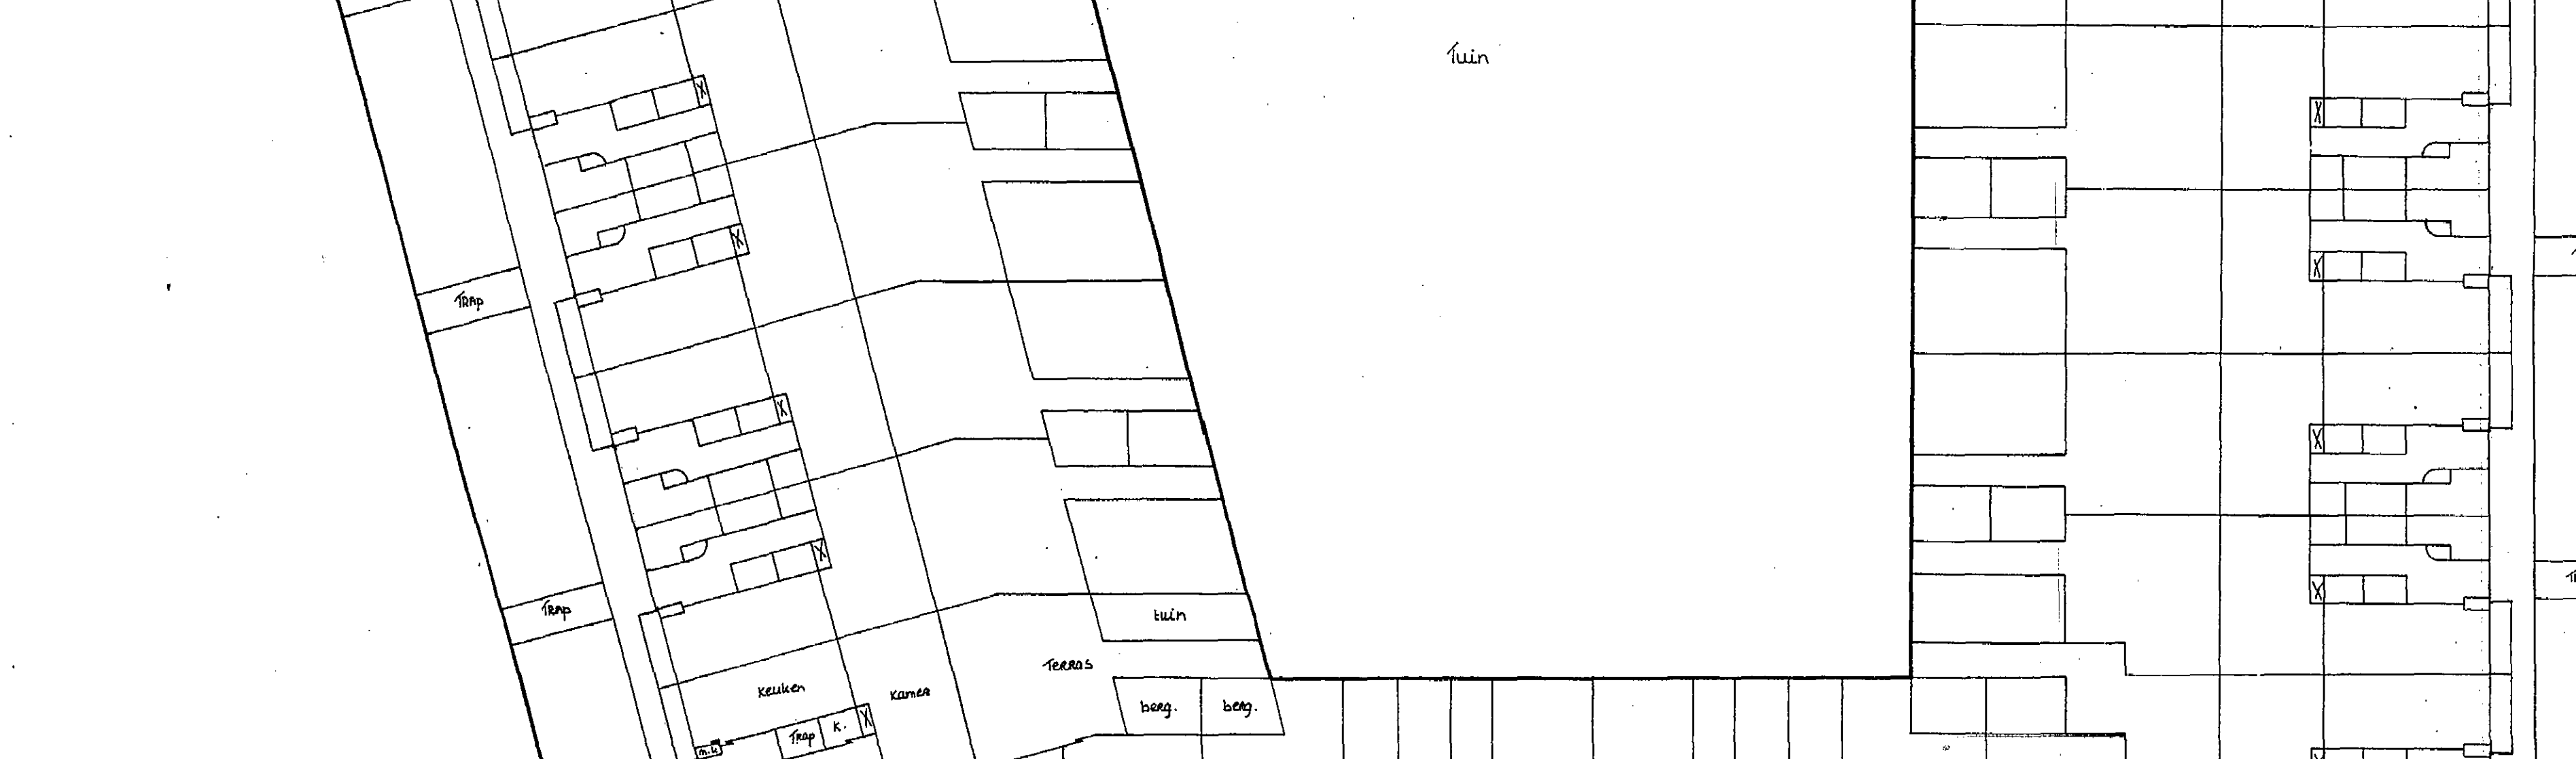 Tuin
Trap
Trap
tuin
Terras
keuken
Kamer
berg.
berg.
Trap
K.
m.k